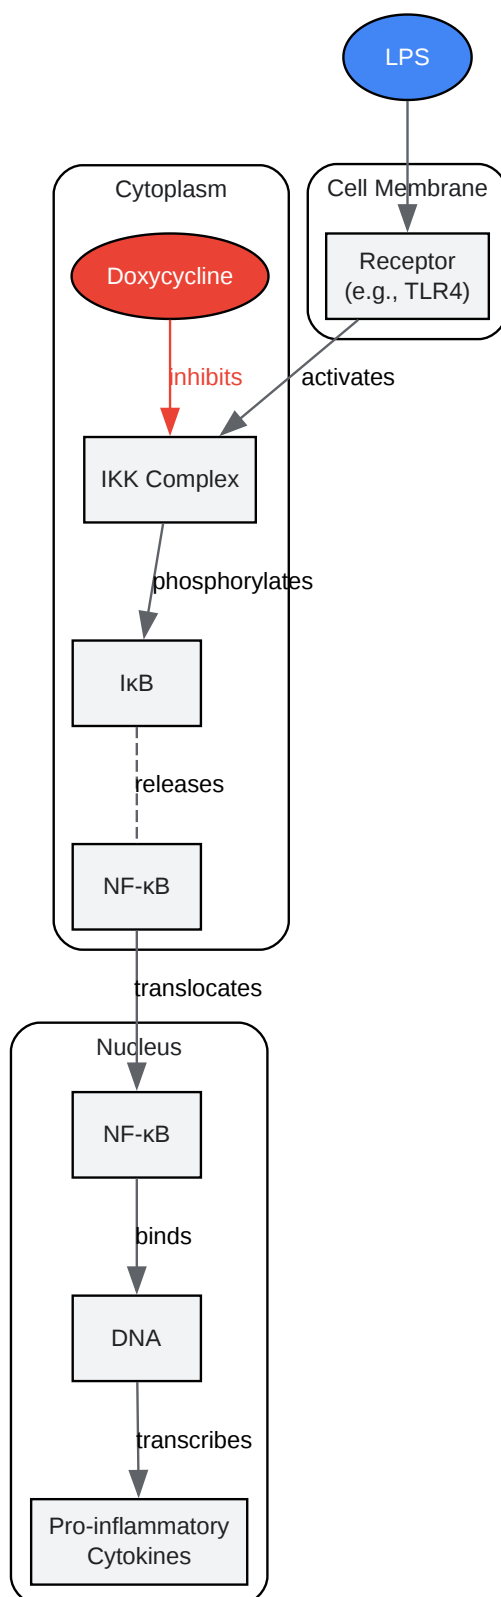 LPS
Cytoplasm
Cell Membrane
Doxycycline
Receptor
(e.g., TLR4)
inhibits
activates
IKK Complex
phosphorylates
IκB
releases
NF-κB
translocates
Nucleus
NF-κB
binds
DNA
transcribes
Pro-inflammatory
Cytokines